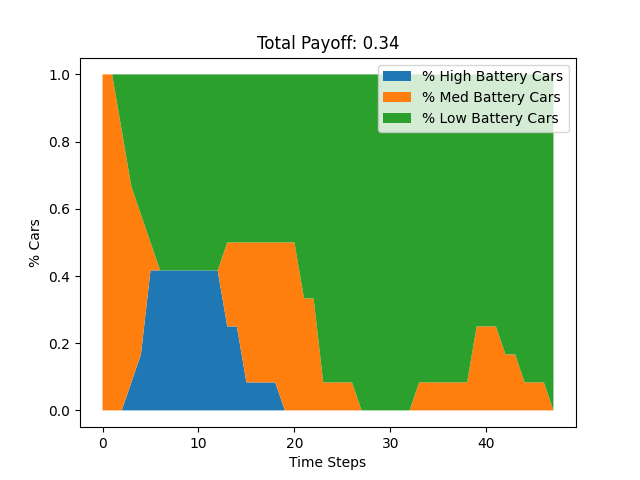 Total Payoff: 0.34
% High Battery Cars
% Med Battery Cars
% Low Battery Cars
1.0
0.8
0.6
0.4
0.2
0.0
% Cars
0 10 20 30 40
Time Steps